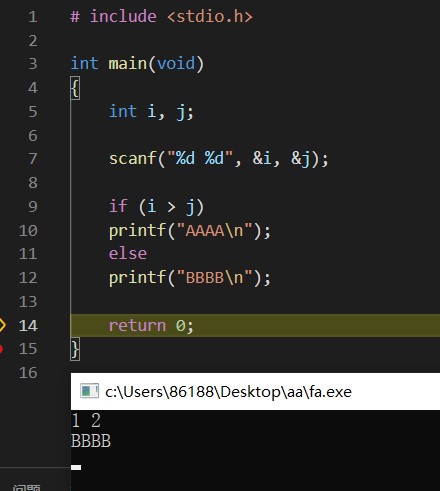 1 # include <stdio.h>
2
3 int main(void)
4 {
5 int i, j;
6
7 scanf("%d %d", &i, &j);
8
9 if (i > j)
10 printf("AAAA\n");
11 else
12 printf("BBBB\n");
13
14 return 0;
15 }
16
c:\Users\86188\Desktop\aa\fa.exe
1 2
BBBB
问题